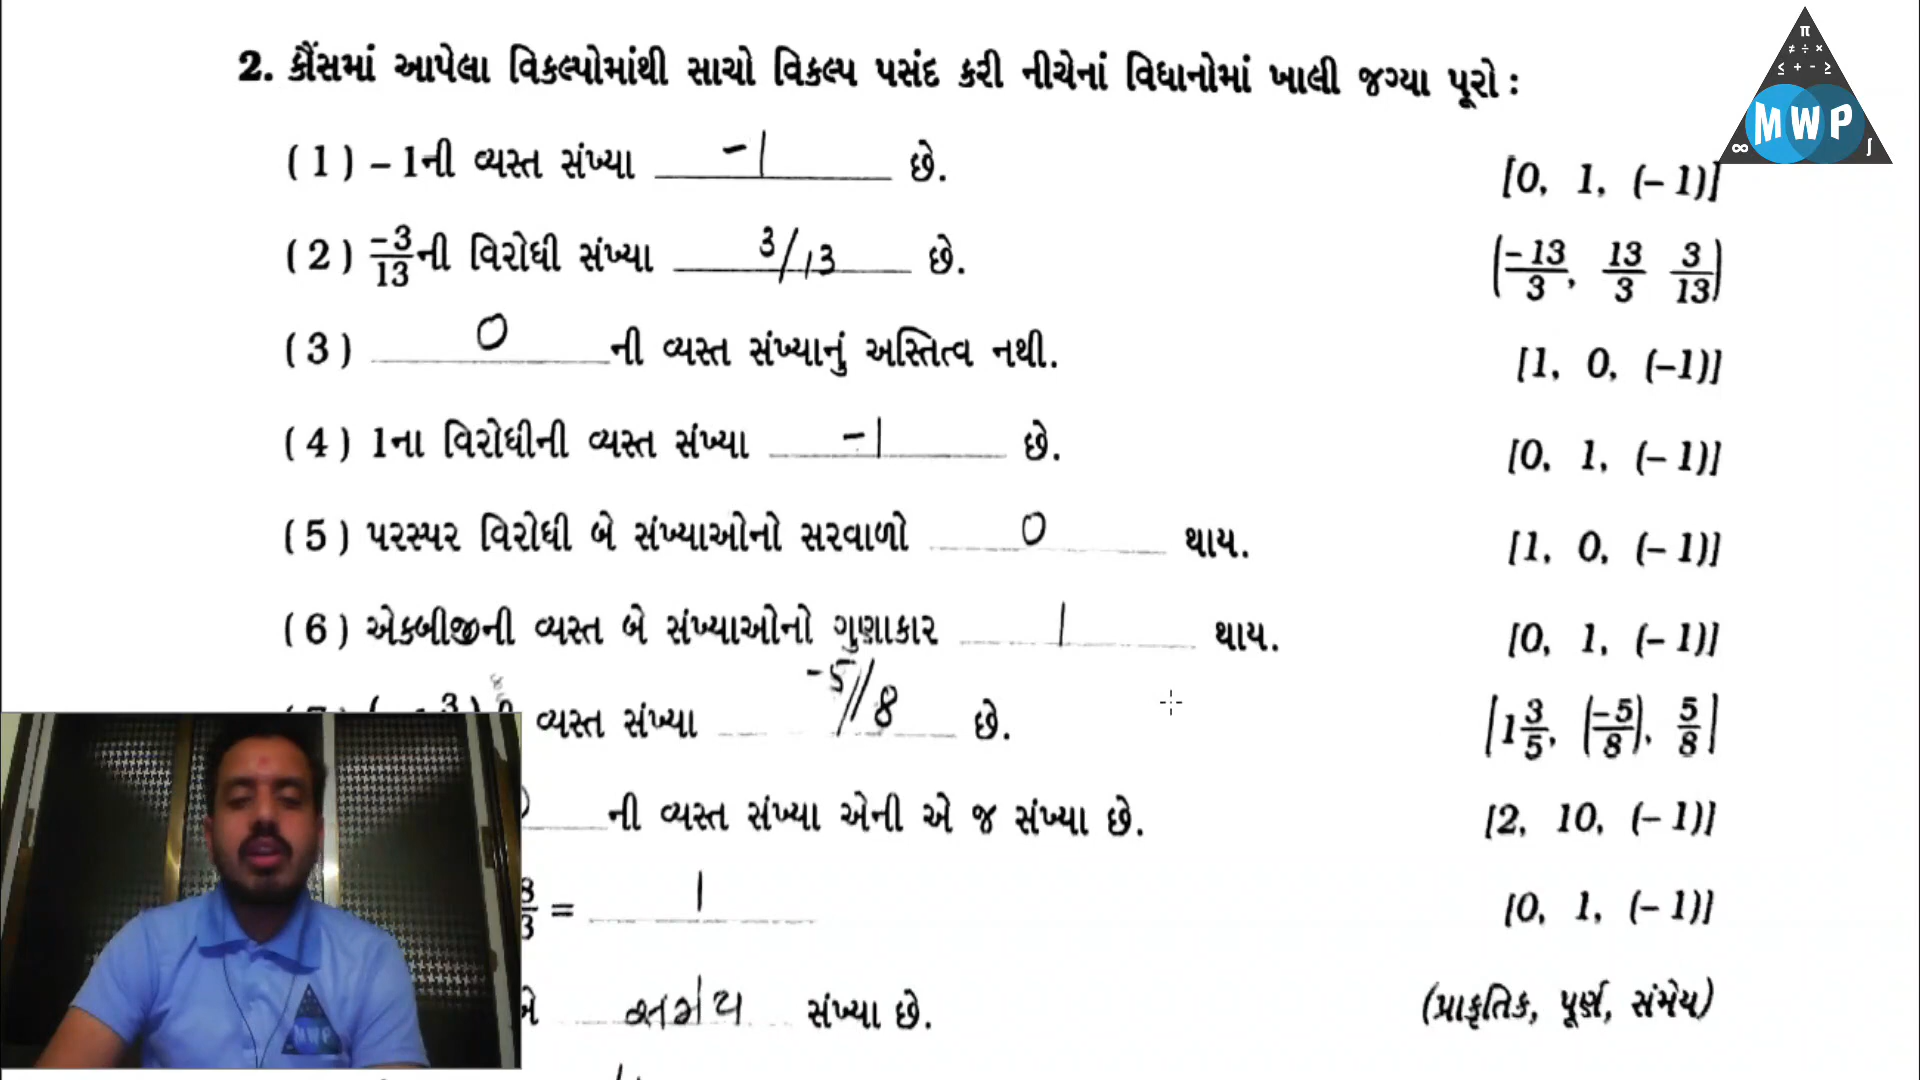 2. કૌંસમાં આપેલા વિકલ્પોમાંથી સાચો વિકલ્પ પસંદ કરી નીચેનાં વિધાનોમાં ખાલી જગ્યા પૂરો :
(1) – 1ની વ્યસ્ત સંખ્યા -1 છે. [0, 1, (– 1)]
(2) -3/13ની વિરોધી સંખ્યા 3/13 છે. (-13/3, 13/3 3/13)
(3) 0 ની વ્યસ્ત સંખ્યાનું અસ્તિત્વ નથી. [1, 0, (–1)]
(4) 1ના વિરોધીની વ્યસ્ત સંખ્યા -1 છે. [0, 1, (– 1)]
(5) પરસ્પર વિરોધી બે સંખ્યાઓનો સરવાળો 0 થાય. [1, 0, (– 1)]
(6) એકબીજીની વ્યસ્ત બે સંખ્યાઓનો ગુણાકાર 1 થાય. [0, 1, (– 1)]
વ્યસ્ત સંખ્યા -5//8 છે. [1 3/5, (-5/8), 5/8]
ની વ્યસ્ત સંખ્યા એની એ જ સંખ્યા છે. [2, 10, (– 1)]
8/3 = 1 [0, 1, (– 1)]
સંખ્યા છે. (પ્રાકૃતિક, પૂર્ણ, સંમેય)
π
≠ ÷ ×
≤ + - ≥
MWP
∞ ∫
MWP